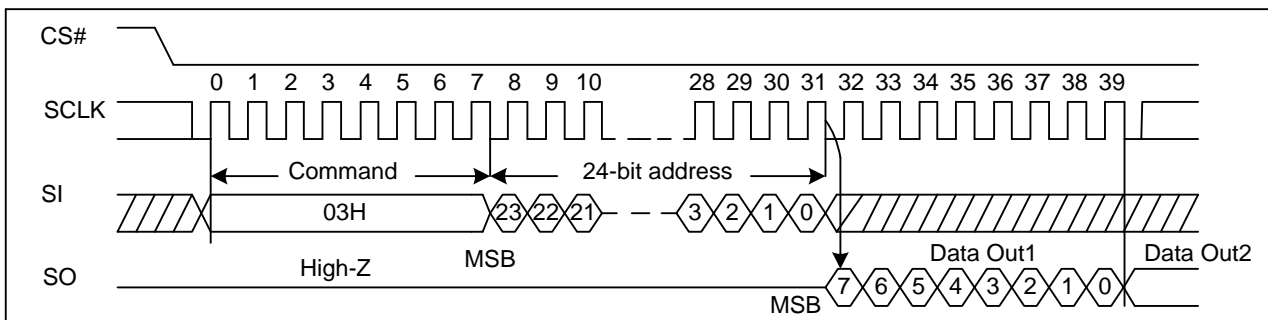 CS#
0 1 2 3 4 5 6 7 8 9 10 28 29 30 31 32 33 34 35 36 37 38 39
SCLK
Command 24-bit address
SI
03H 23 22 21 3 2 1 0
High-Z MSB Data Out1 Data Out2
SO
MSB 7 6 5 4 3 2 1 0